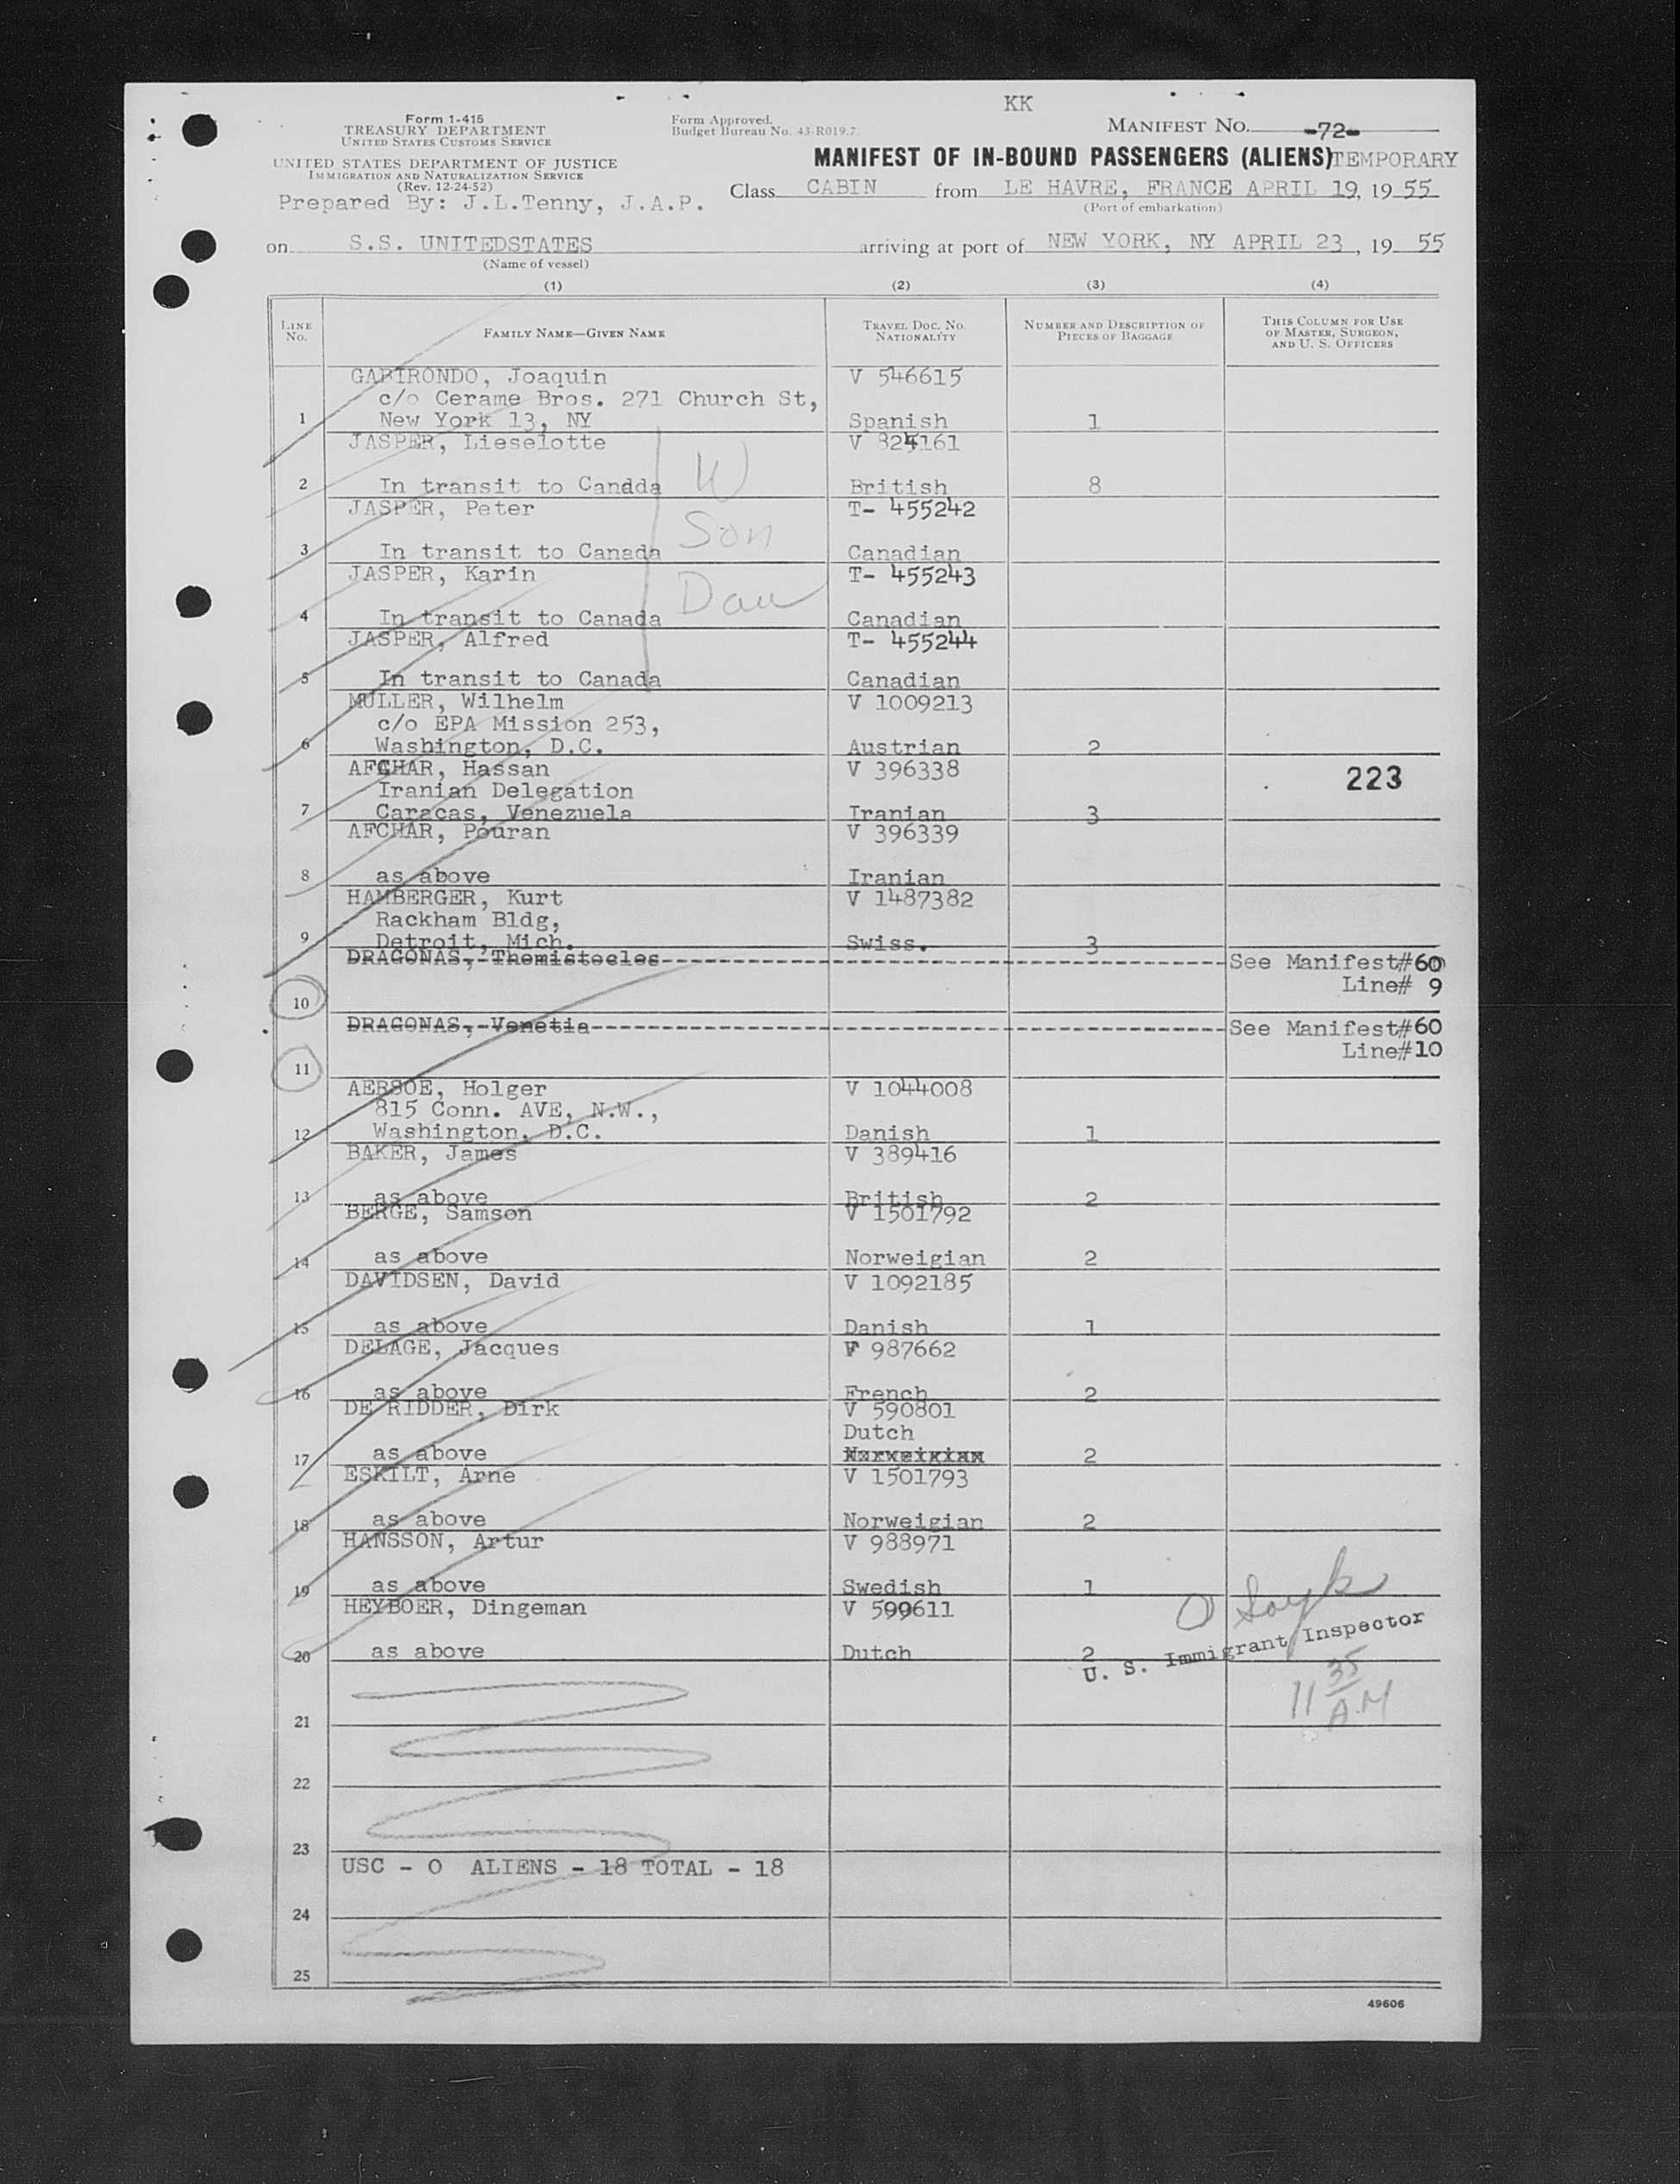 KK
Form 1-415
TREASURY DEPARTMENT
UNITED STATES CUSTOMS SERVICE
Form Approved.
Budget Bureau No. 43-R019.7.
MANIFEST NO. -72-
UNITED STATES DEPARTMENT OF JUSTICE
IMMIGRATION AND NATURALIZATION SERVICE
(Rev. 12-24-52)
MANIFEST OF IN-BOUND PASSENGERS (ALIENS) TEMPORARY
Prepared By: J.L.Tenny, J.A.P.
Class CABIN from LE HAVRE, FRANCE APRIL 19, 19 55
(Port of embarkation)
on S.S. UNITEDSTATES arriving at port of NEW YORK, NY APRIL 23, 19 55
(Name of vessel)
(1) (2) (3) (4)
LINE NO.
FAMILY NAME—GIVEN NAME
TRAVEL DOC. NO. NATIONALITY
NUMBER AND DESCRIPTION OF PIECES OF BAGGAGE
THIS COLUMN FOR USE OF MASTER, SURGEON, AND U. S. OFFICERS
GARIRONDO, Joaquin V 546615
c/o Cerame Bros. 271 Church St,
1 New York 13, NY Spanish 1
JASPER, Lieselotte V 824161
W
2 In transit to Candda British 8
JASPER, Peter T- 455242
Son
3 In transit to Canada Canadian
JASPER, Karin T- 455243
Dau
4 In transit to Canada Canadian
JASPER, Alfred T- 455244
5 In transit to Canada Canadian
MULLER, Wilhelm V 1009213
c/o EPA Mission 253,
6 Washington, D.C. Austrian 2
AFCHAR, Hassan V 396338
Iranian Delegation 223
7 Caracas, Venezuela Iranian 3
AFCHAR, Pouran V 396339
8 as above Iranian
HAMBERGER, Kurt V 1487382
Rackham Bldg,
9 Detroit, Mich. Swiss. 3
DRAGONAS, Themistocles See Manifest#60
Line# 9
10
DRAGONAS, Venetia See Manifest#60
Line#10
11
AERSOE, Holger V 1044008
815 Conn. AVE, N.W.,
12 Washington, D.C. Danish 1
BAKER, James V 389416
13 as above British 2
BERGE, Samson V 1501792
14 as above Norweigian 2
DAVIDSEN, David V 1092185
15 as above Danish 1
DELAGE, Jacques V 987662
16 as above French 2
DE RIDDER, Dirk V 590801
Dutch
17 as above Norweigian 2
ESKILT, Arne V 1501793
18 as above Norweigian 2
HANSSON, Artur V 988971
19 as above Swedish 1
HEYBOER, Dingeman V 599611
20 as above Dutch 2
U. S. Immigrant Inspector
11 35 A.M
21
22
23
USC - 0 ALIENS - 18 TOTAL - 18
24
25
49606